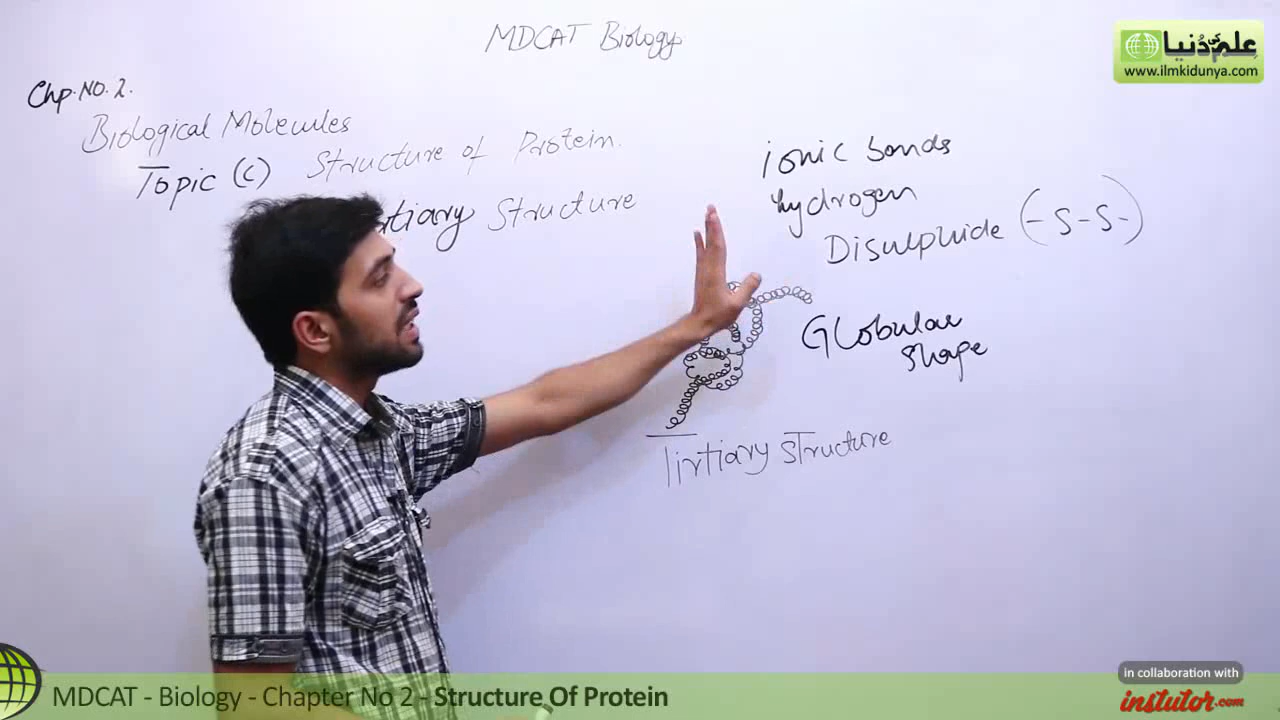 MDCAT Biology
علم کی دُنیا
www.ilmkidunya.com
Chp. No. 2.
Biological Molecules
Topic (C) Structure of Protein.
rtiary Structure
ionic bonds
hydrogen
Disulphide (-S-S-)
Globular
shape
Tirtiary structure
in collaboration with
instutor.com
MDCAT - Biology - Chapter No 2 - Structure Of Protein